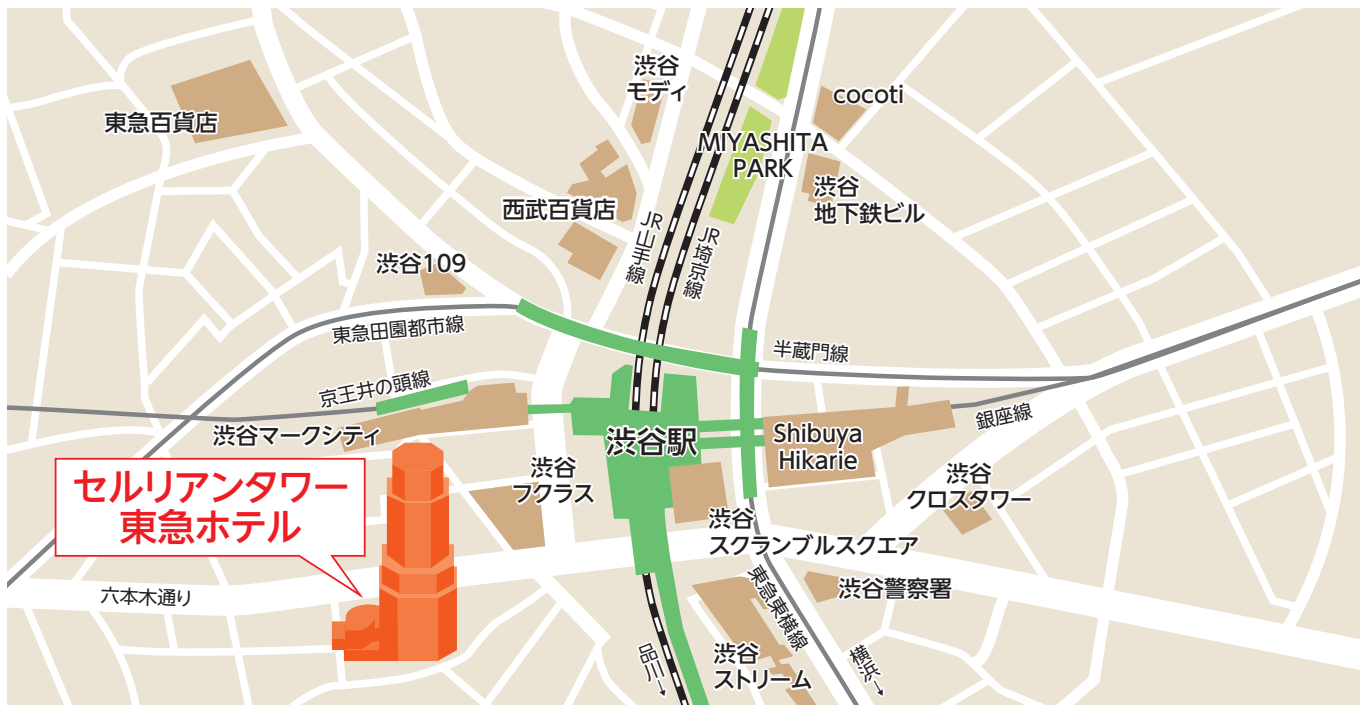 渋谷
モディ
cocoti
東急百貨店
MIYASHITA
PARK
渋谷
地下鉄ビル
西武百貨店
JR山手線
JR埼京線
渋谷109
東急田園都市線
半蔵門線
京王井の頭線
銀座線
渋谷マークシティ
渋谷駅
Shibuya
Hikarie
渋谷
フクラス
渋谷
クロスタワー
セルリアンタワー
東急ホテル
渋谷
スクランブルスクエア
六本木通り
東急東横線
渋谷警察署
品川→
渋谷
ストリーム
横浜→